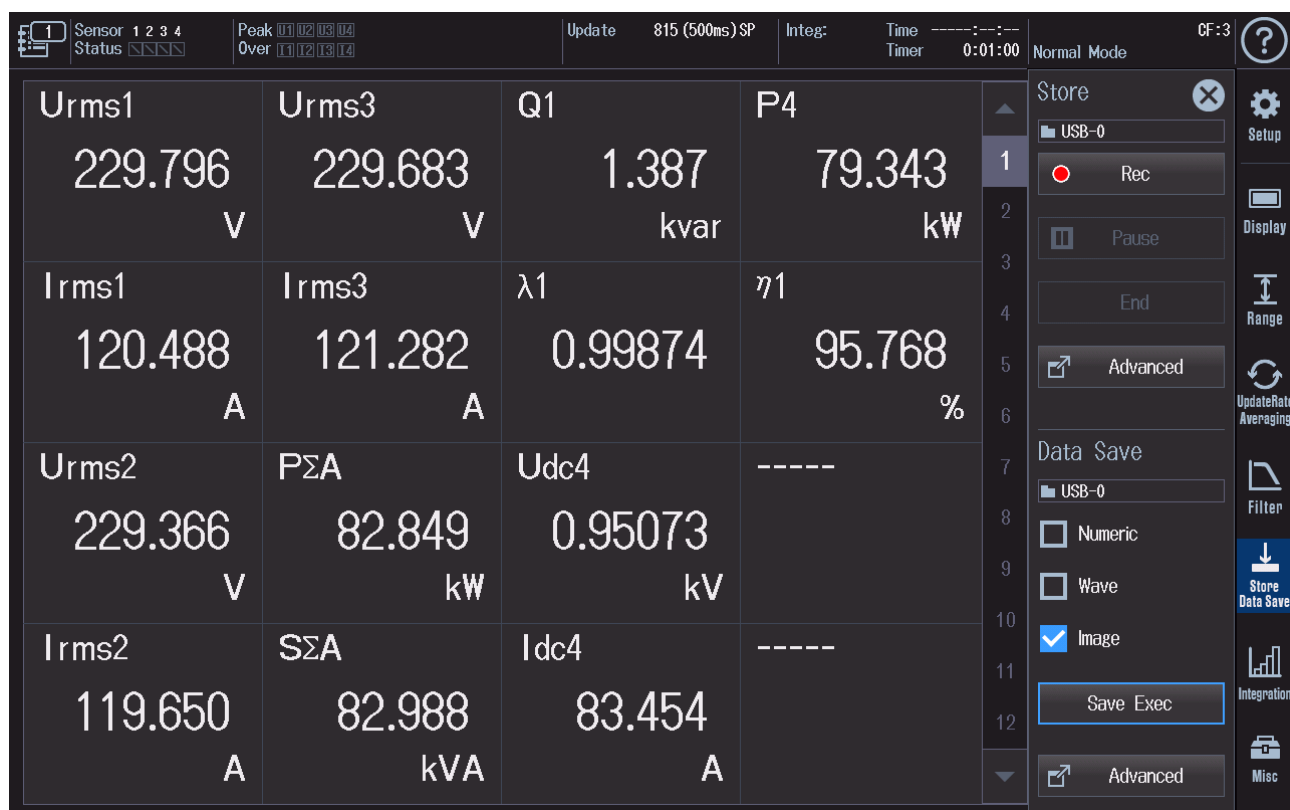 1 Sensor 1 2 3 4 Peak U1 U2 U3 U4 Update 815 (500ms) SP Integ: Time -----:--:-- CF:3 ?
Status Over I1 I2 I3 I4 Timer 0:01:00 Normal Mode
Urms1 Urms3 Q1 P4
229.796 229.683 1.387 79.343
V V kvar kW
Irms1 Irms3 λ1 η1
120.488 121.282 0.99874 95.768
A A %
Urms2 PΣA Udc4 -----
229.366 82.849 0.95073
V kW kV
Irms2 SΣA Idc4 -----
119.650 82.988 83.454
A kVA A
1
2
3
4
5
6
7
8
9
10
11
12
Store
USB-0
Rec
Pause
End
Advanced
Data Save
USB-0
Numeric
Wave
Image
Save Exec
Advanced
Setup
Display
Range
UpdateRate
Averaging
Filter
Store
Data Save
Integration
Misc